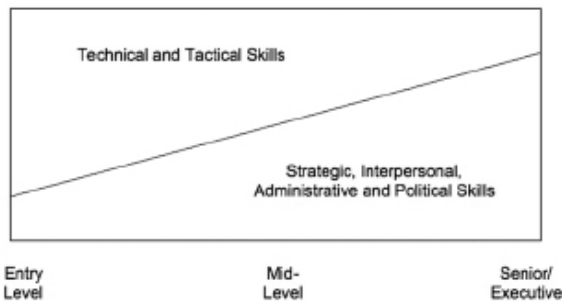 Technical and Tactical Skills
Strategic, Interpersonal,
Administrative and Political Skills
Entry
Level
Mid-
Level
Senior/
Executive